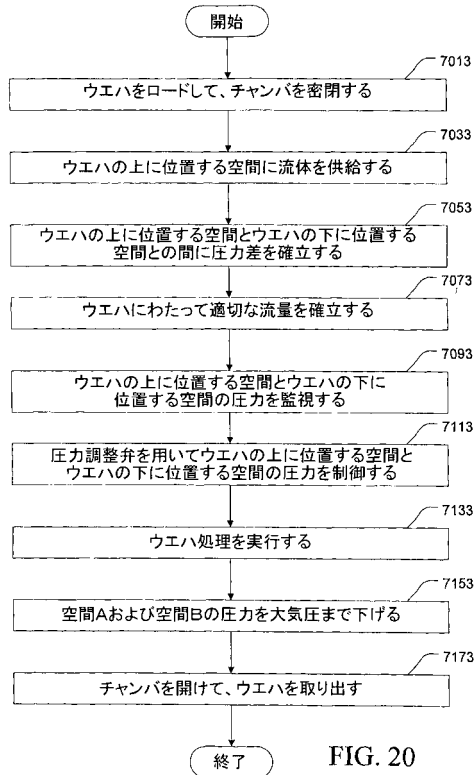 開始
7013
ウエハをロードして、チャンバを密閉する
7033
ウエハの上に位置する空間に流体を供給する
7053
ウエハの上に位置する空間とウエハの下に位置する
空間との間に圧力差を確立する
7073
ウエハにわたって適切な流量を確立する
7093
ウエハの上に位置する空間とウエハの下に
位置する空間の圧力を監視する
7113
圧力調整弁を用いてウエハの上に位置する空間と
ウエハの下に位置する空間の圧力を制御する
7133
ウエハ処理を実行する
7153
空間Aおよび空間Bの圧力を大気圧まで下げる
7173
チャンバを開けて、ウエハを取り出す
終了
FIG. 20